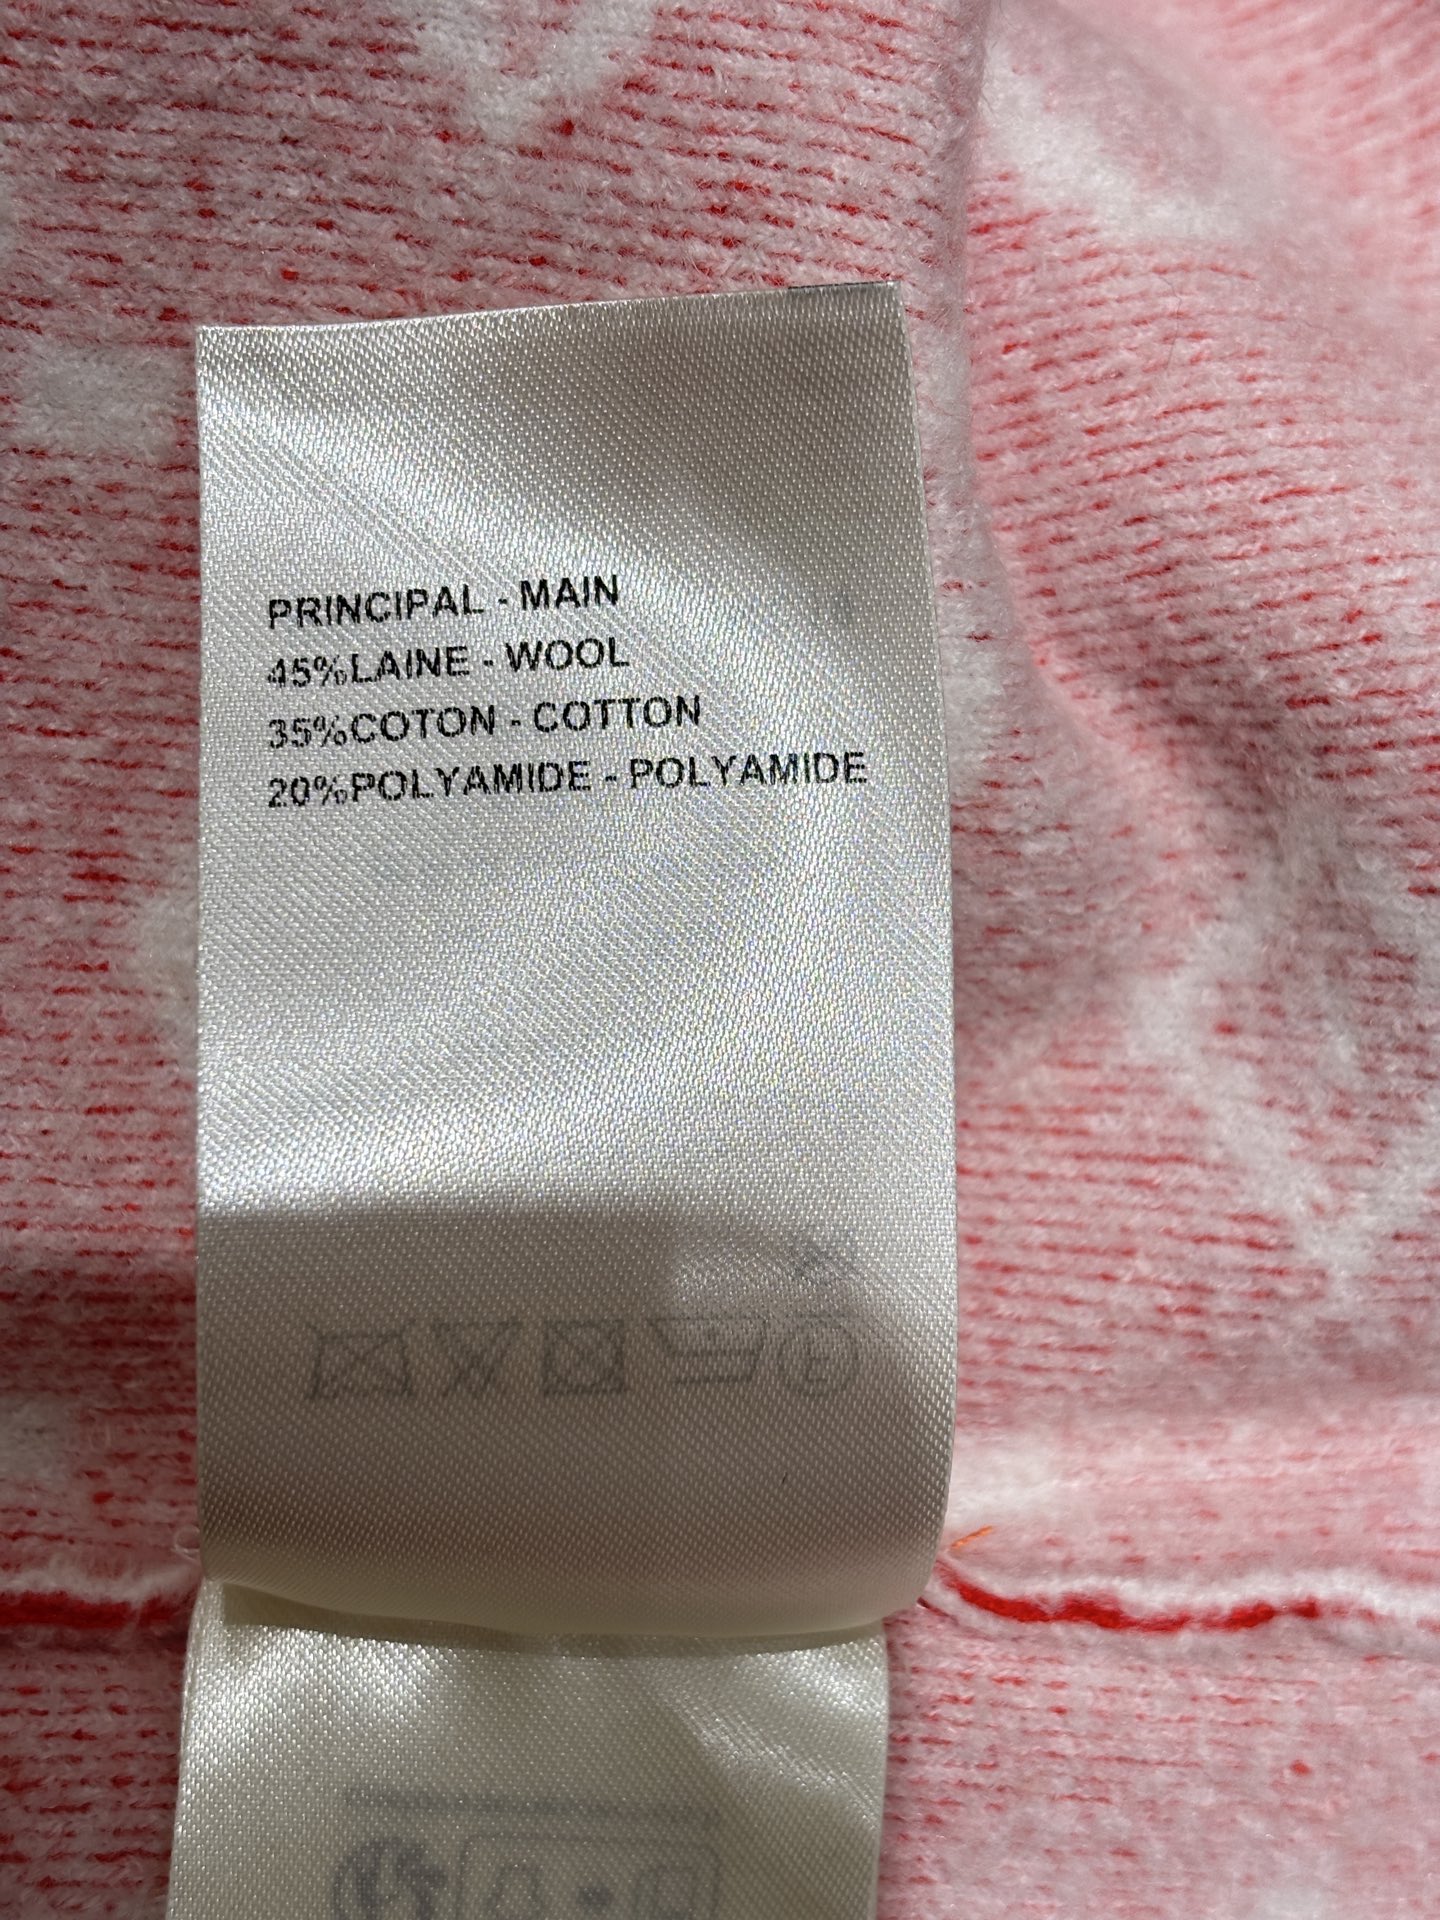 PRINCIPAL - MAIN
45%LAINE - WOOL
35%COTON - COTTON
20%POLYAMIDE - POLYAMIDE